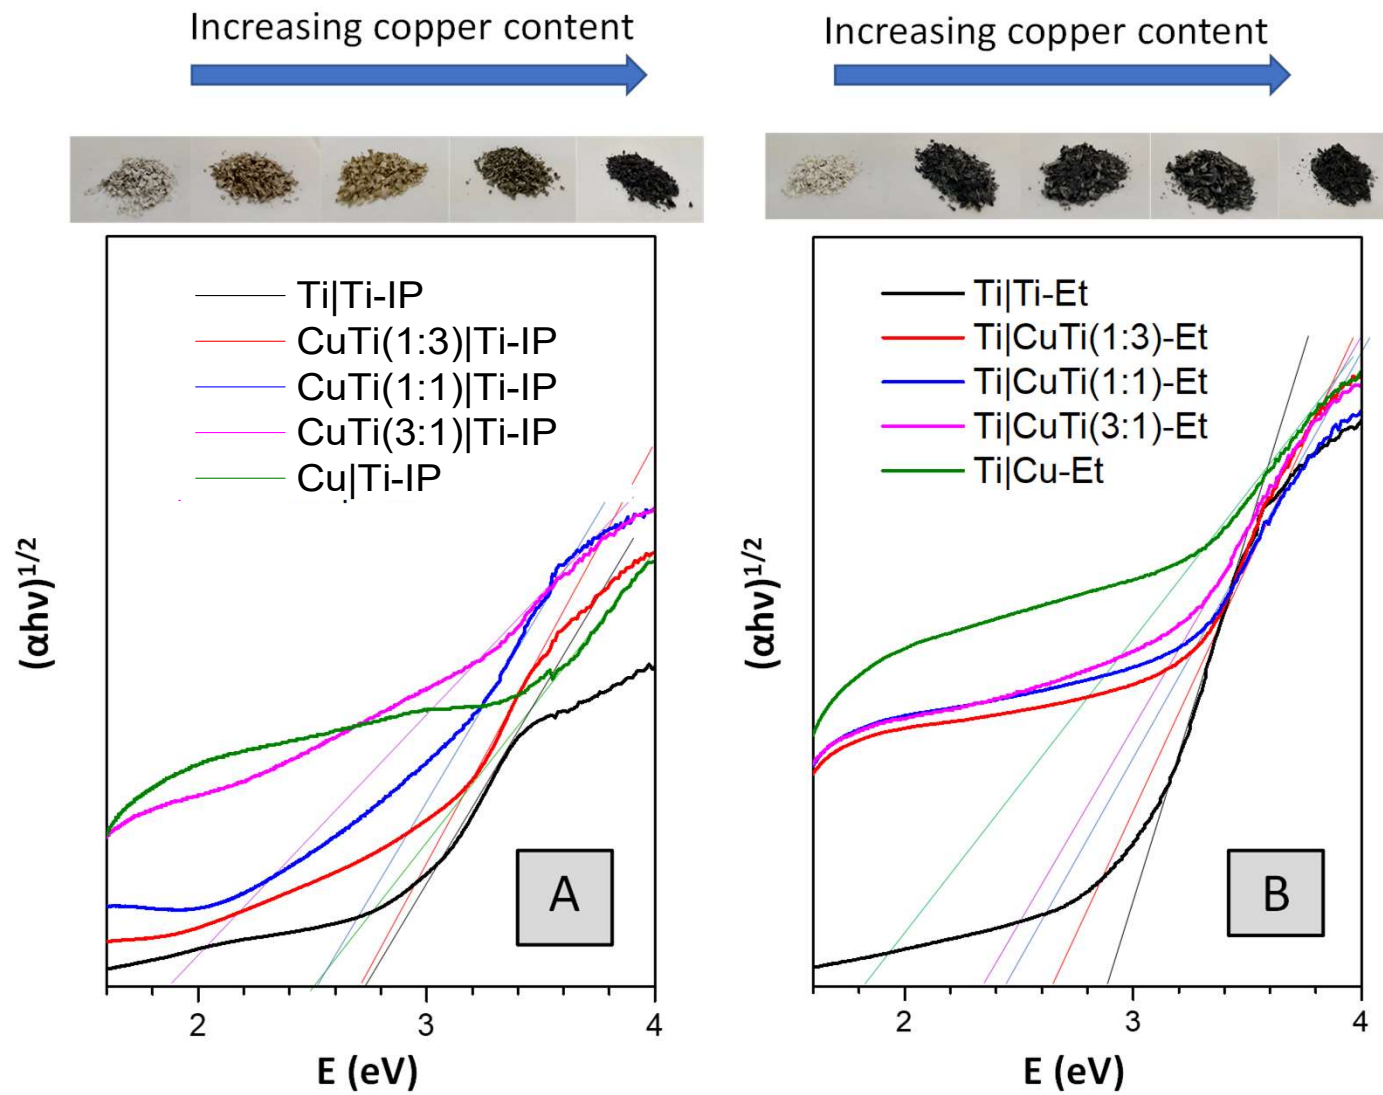 Increasing copper content
Ti|Ti-IP
CuTi(1:3)|Ti-IP
CuTi(1:1)|Ti-IP
CuTi(3:1)|Ti-IP
Cu|Ti-IP
(αhν)1/2
A
2
3
4
E (eV)
Increasing copper content
Ti|Ti-Et
Ti|CuTi(1:3)-Et
Ti|CuTi(1:1)-Et
Ti|CuTi(3:1)-Et
Ti|Cu-Et
(αhν)1/2
B
2
3
4
E (eV)